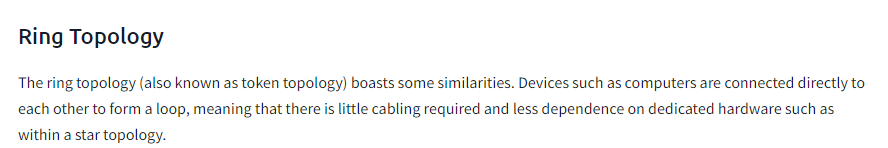 Ring Topology
The ring topology (also known as token topology) boasts some similarities. Devices such as computers are connected directly to
each other to form a loop, meaning that there is little cabling required and less dependence on dedicated hardware such as
within a star topology.